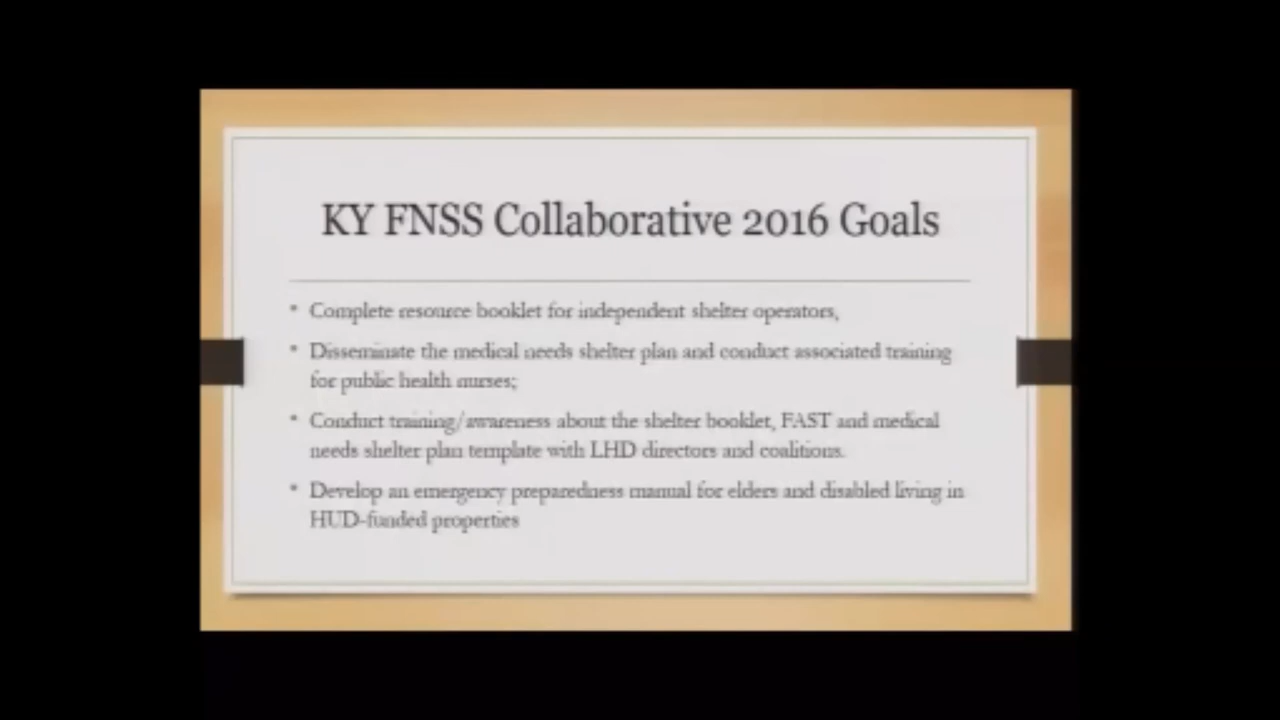 KY FNSS Collaborative 2016 Goals
• Complete resource booklet for independent shelter operators,
• Disseminate the medical needs shelter plan and conduct associated training
for public health nurses;
• Conduct training/awareness about the shelter booklet, FAST and medical
needs shelter plan template with LHD directors and coalitions.
• Develop an emergency preparedness manual for elders and disabled living in
HUD-funded properties